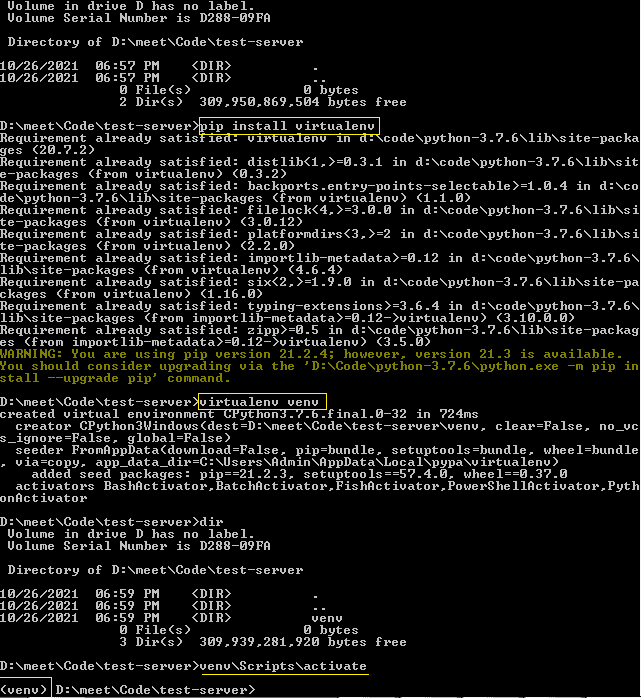 Volume in drive D has no label.
Volume Serial Number is D288-09FA
Directory of D:\meet\Code\test-server
10/26/2021  06:57 PM    <DIR>          .
10/26/2021  06:57 PM    <DIR>          ..
0 File(s)              0 bytes
2 Dir(s)  309,950,869,504 bytes free
D:\meet\Code\test-server>pip install virtualenv
Requirement already satisfied: virtualenv in d:\code\python-3.7.6\lib\site-packa
ges (20.7.2)
Requirement already satisfied: distlib<1,>=0.3.1 in d:\code\python-3.7.6\lib\sit
e-packages (from virtualenv) (0.3.2)
Requirement already satisfied: backports.entry-points-selectable>=1.0.4 in d:\co
de\python-3.7.6\lib\site-packages (from virtualenv) (1.1.0)
Requirement already satisfied: filelock<4,>=3.0.0 in d:\code\python-3.7.6\lib\si
te-packages (from virtualenv) (3.0.12)
Requirement already satisfied: platformdirs<3,>=2 in d:\code\python-3.7.6\lib\si
te-packages (from virtualenv) (2.2.0)
Requirement already satisfied: importlib-metadata>=0.12 in d:\code\python-3.7.6\
lib\site-packages (from virtualenv) (4.6.4)
Requirement already satisfied: six<2,>=1.9.0 in d:\code\python-3.7.6\lib\site-pa
ckages (from virtualenv) (1.16.0)
Requirement already satisfied: typing-extensions>=3.6.4 in d:\code\python-3.7.6\
lib\site-packages (from importlib-metadata>=0.12->virtualenv) (3.10.0.0)
Requirement already satisfied: zipp>=0.5 in d:\code\python-3.7.6\lib\site-packag
es (from importlib-metadata>=0.12->virtualenv) (3.5.0)
WARNING: You are using pip version 21.2.4; however, version 21.3 is available.
You should consider upgrading via the 'D:\Code\python-3.7.6\python.exe -m pip in
stall --upgrade pip' command.
D:\meet\Code\test-server>virtualenv venv
created virtual environment CPython3.7.6.final.0-32 in 724ms
creator CPython3Windows(dest=D:\meet\Code\test-server\venv, clear=False, no_vc
s_ignore=False, global=False)
seeder FromAppData(download=False, pip=bundle, setuptools=bundle, wheel=bundle
, via=copy, app_data_dir=C:\Users\Admin\AppData\Local\pypa\virtualenv)
added seed packages: pip==21.2.3, setuptools==57.4.0, wheel==0.37.0
activators BashActivator,BatchActivator,FishActivator,PowerShellActivator,Pyth
onActivator
D:\meet\Code\test-server>dir
Volume in drive D has no label.
Volume Serial Number is D288-09FA
Directory of D:\meet\Code\test-server
10/26/2021  06:59 PM    <DIR>          .
10/26/2021  06:59 PM    <DIR>          ..
10/26/2021  06:59 PM    <DIR>          venv
0 File(s)              0 bytes
3 Dir(s)  309,939,281,920 bytes free
D:\meet\Code\test-server>venv\Scripts\activate
(venv) D:\meet\Code\test-server>